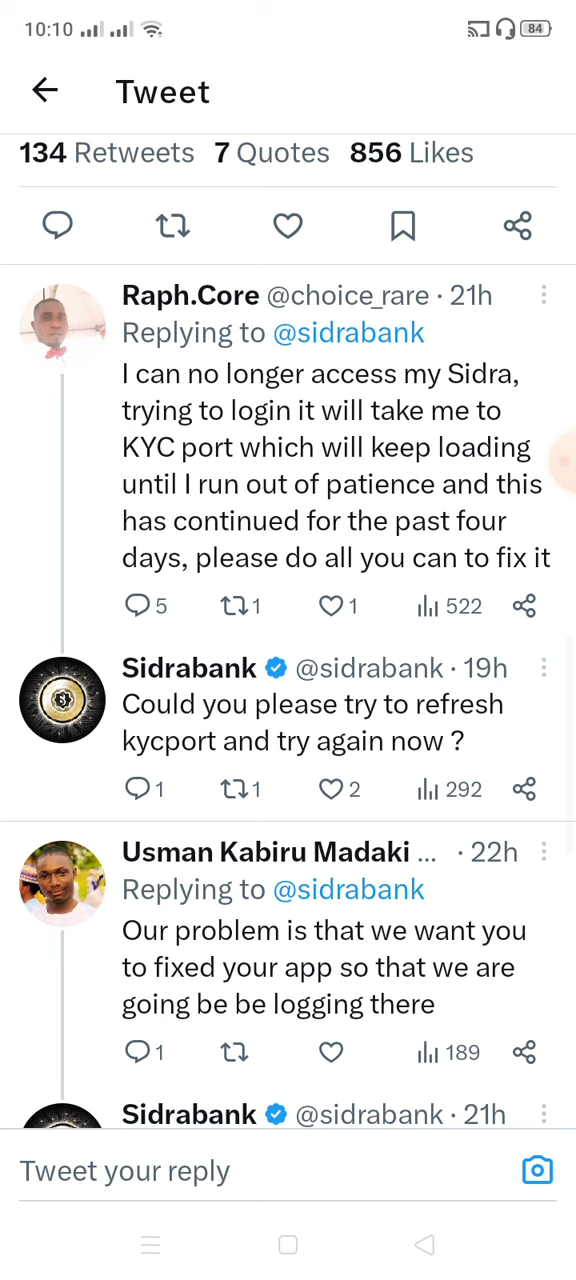 10:10
84
Tweet
134 Retweets 7 Quotes 856 Likes
Raph.Core @choice_rare · 21h
Replying to @sidrabank
I can no longer access my Sidra,
trying to login it will take me to
KYC port which will keep loading
until I run out of patience and this
has continued for the past four
days, please do all you can to fix it
5 1 1 522
Sidrabank @sidrabank · 19h
Could you please try to refresh
kycport and try again now ?
1 1 2 292
Usman Kabiru Madaki ... · 22h
Replying to @sidrabank
Our problem is that we want you
to fixed your app so that we are
going be be logging there
1 189
Sidrabank @sidrabank · 21h
Tweet your reply